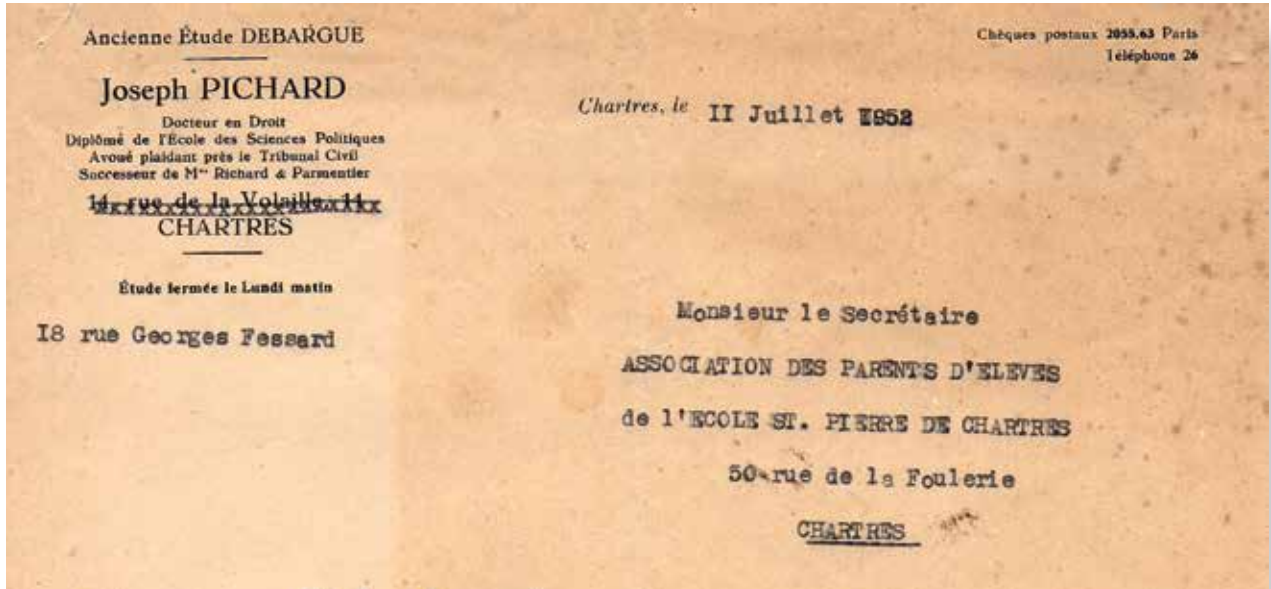 Ancienne Étude DEBARGUE
Joseph PICHARD
Docteur en Droit
Diplômé de l'École des Sciences Politiques
Avoué plaidant près le Tribunal Civil
Successeur de Mes Richard & Parmentier
14, rue de la Volaille, 14
CHARTRES
Étude fermée le Lundi matin
18 rue Georges Fessard
Chèques postaux 2055.63 Paris
Téléphone 26
Chartres, le II Juillet 1952
Monsieur le Secrétaire
ASSOCIATION DES PARENTS D'ELEVES
de l'ECOLE ST. PIERRE DE CHARTRES
50 rue de la Foulerie
CHARTRES